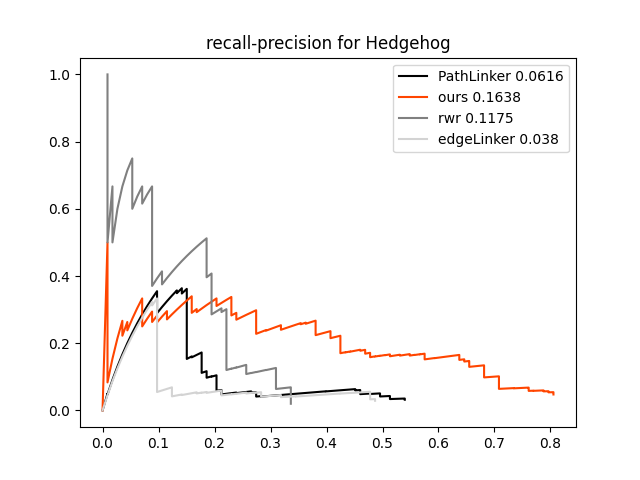 recall-precision for Hedgehog
PathLinker 0.0616
ours 0.1638
rwr 0.1175
edgeLinker 0.038
1.0
0.8
0.6
0.4
0.2
0.0
0.0 0.1 0.2 0.3 0.4 0.5 0.6 0.7 0.8